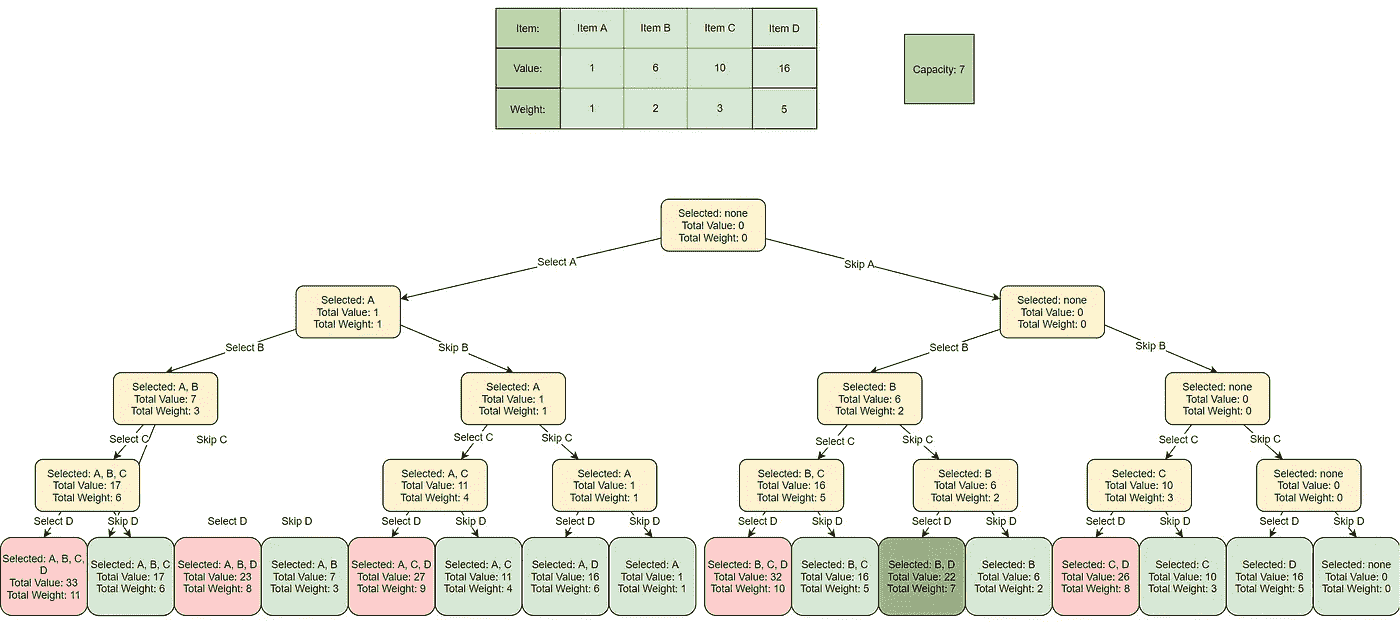 Item: Item A Item B Item C Item D
Capacity: 7
Value: 1 6 10 16
Weight: 1 2 3 5
Selected: none
Total Value: 0
Total Weight: 0
Select A Skip A
Selected: A
Total Value: 1
Total Weight: 1
Selected: none
Total Value: 0
Total Weight: 0
Select B Skip B Select B Skip B
Selected: A, B
Total Value: 7
Total Weight: 3
Selected: A
Total Value: 1
Total Weight: 1
Selected: B
Total Value: 6
Total Weight: 2
Selected: none
Total Value: 0
Total Weight: 0
Select C Skip C Select C Skip C Select C Skip C Select C Skip C
Selected: A, B, C
Total Value: 17
Total Weight: 6
Selected: A, C
Total Value: 11
Total Weight: 4
Selected: A
Total Value: 1
Total Weight: 1
Selected: B, C
Total Value: 16
Total Weight: 5
Selected: B
Total Value: 6
Total Weight: 2
Selected: C
Total Value: 10
Total Weight: 3
Selected: none
Total Value: 0
Total Weight: 0
Select D Skip D Select D Skip D Select D Skip D Select D Skip D Select D Skip D Select D Skip D Select D Skip D Select D Skip D
Selected: A, B, C,
D
Total Value: 33
Total Weight: 11
Selected: A, B, C
Total Value: 17
Total Weight: 6
Selected: A, B, D
Total Value: 23
Total Weight: 8
Selected: A, B
Total Value: 7
Total Weight: 3
Selected: A, C, D
Total Value: 27
Total Weight: 9
Selected: A, C
Total Value: 11
Total Weight: 4
Selected: A, D
Total Value: 16
Total Weight: 6
Selected: A
Total Value: 1
Total Weight: 1
Selected: B, C, D
Total Value: 32
Total Weight: 10
Selected: B, C
Total Value: 16
Total Weight: 5
Selected: B, D
Total Value: 22
Total Weight: 7
Selected: B
Total Value: 6
Total Weight: 2
Selected: C, D
Total Value: 26
Total Weight: 8
Selected: C
Total Value: 10
Total Weight: 3
Selected: D
Total Value: 16
Total Weight: 5
Selected: none
Total Value: 0
Total Weight: 0